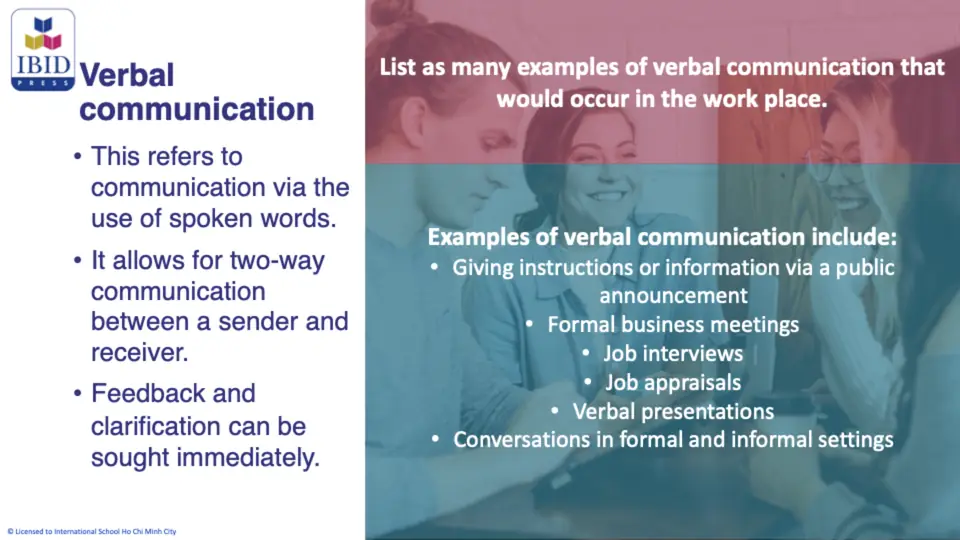 IBID
PRESS
Verbal
communication
• This refers to
communication via the
use of spoken words.
• It allows for two-way
communication
between a sender and
receiver.
• Feedback and
clarification can be
sought immediately.
© Licensed to International School Ho Chi Minh City
List as many examples of verbal communication that
would occur in the work place.
Examples of verbal communication include:
• Giving instructions or information via a public
announcement
• Formal business meetings
• Job interviews
• Job appraisals
• Verbal presentations
• Conversations in formal and informal settings